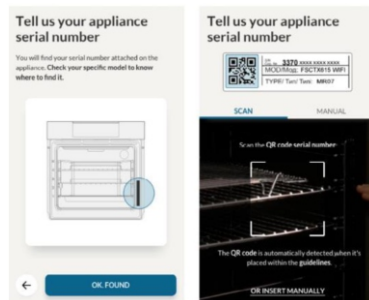 Tell us your appliance
serial number
You will find your serial number attached on the
appliance. Check your specific model to know
where to find it.
OK, FOUND
Tell us your appliance
serial number
3370
MOD/Mod. FSCTX615 WIFI
TYPE/ MR07
SCAN
MANUAL
Scan the QR code serial number
The QR code is automatically detected when it's
placed within the guidelines.
OR INSERT MANUALLY